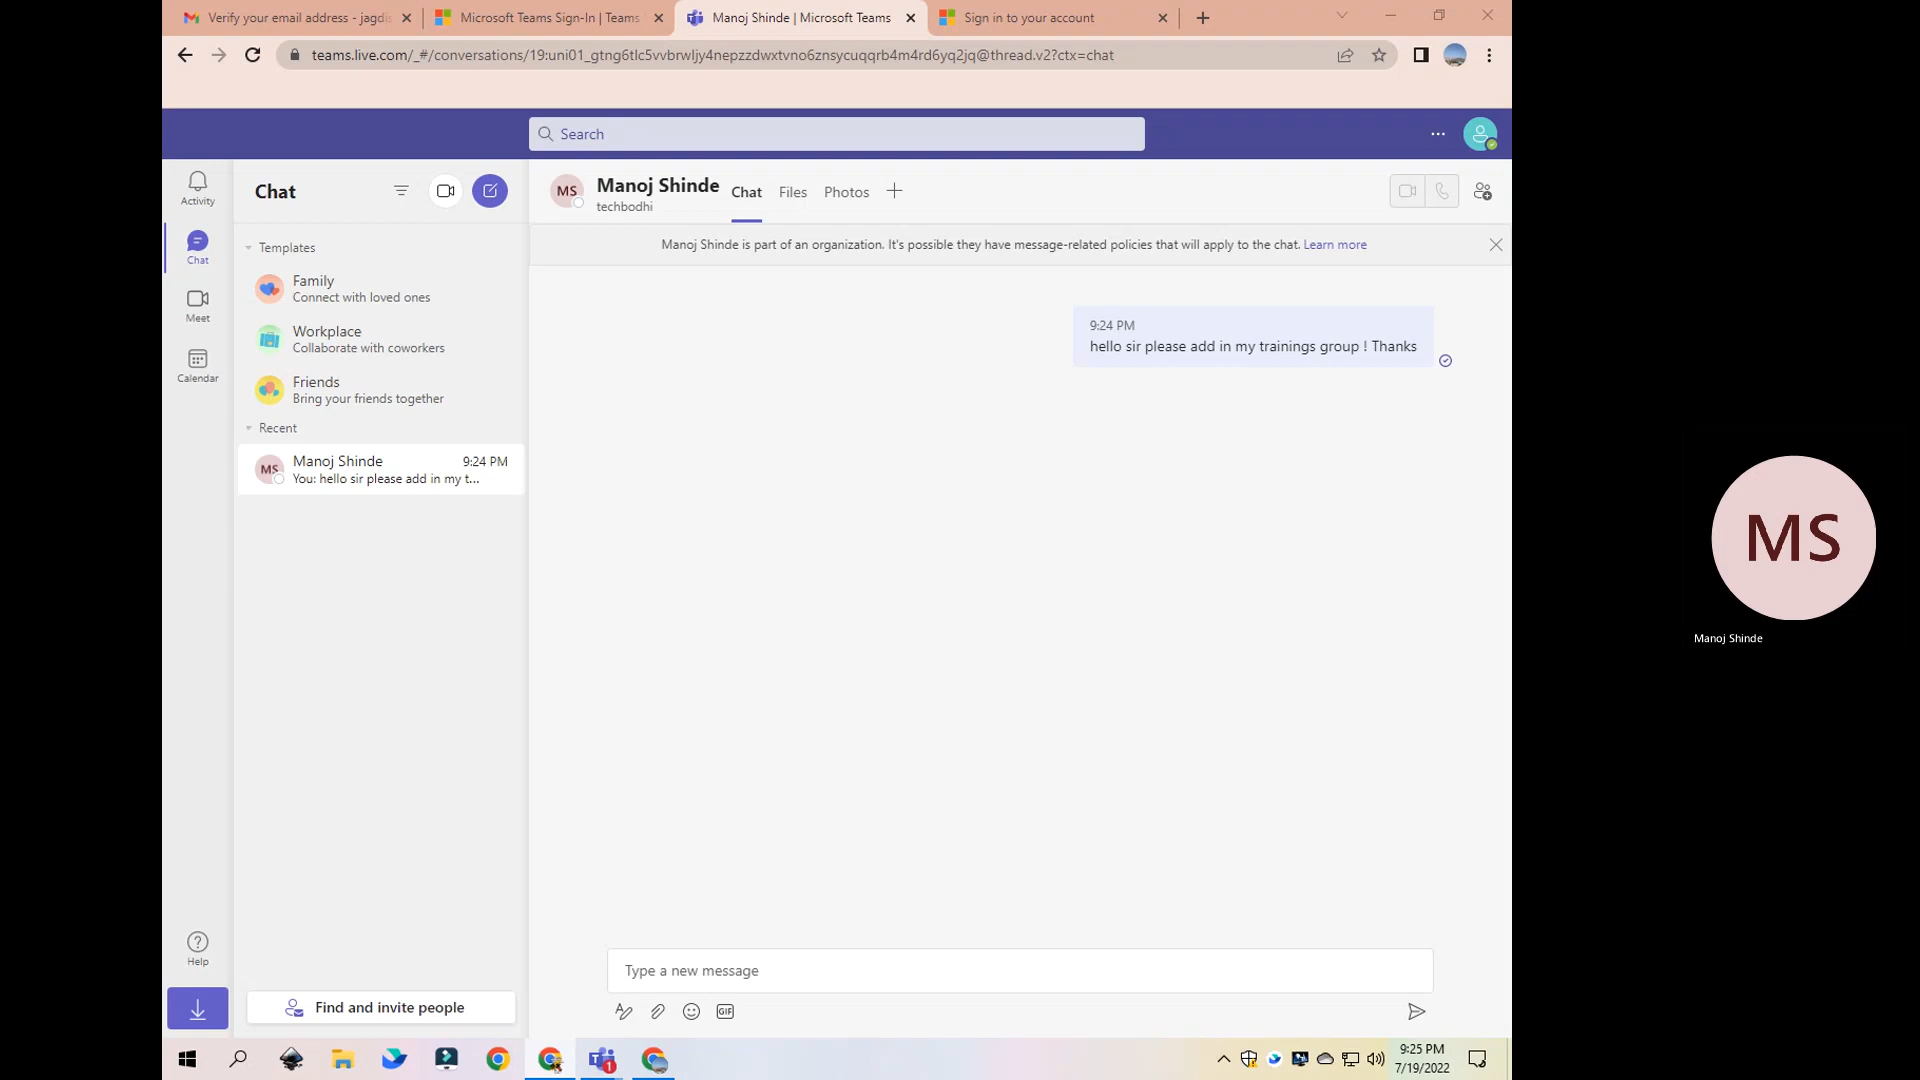 Verify your email address - jagdis
Microsoft Teams Sign-In | Teams
Manoj Shinde | Microsoft Teams
Sign in to your account
teams.live.com/_#/conversations/19:uni01_gtng6tlc5vvbrwljy4nepzzdwxtvno6znsycuqqrb4m4rd6yq2jq@thread.v2?ctx=chat
Search
Activity
Chat
Meet
Calendar
Help
Chat
Templates
Family
Connect with loved ones
Workplace
Collaborate with coworkers
Friends
Bring your friends together
Recent
MS
Manoj Shinde 9:24 PM
You: hello sir please add in my t...
Find and invite people
MS
Manoj Shinde
techbodhi
Chat Files Photos
Manoj Shinde is part of an organization. It's possible they have message-related policies that will apply to the chat. Learn more
9:24 PM
hello sir please add in my trainings group ! Thanks
Type a new message
GIF
1
9:25 PM
7/19/2022
MS
Manoj Shinde